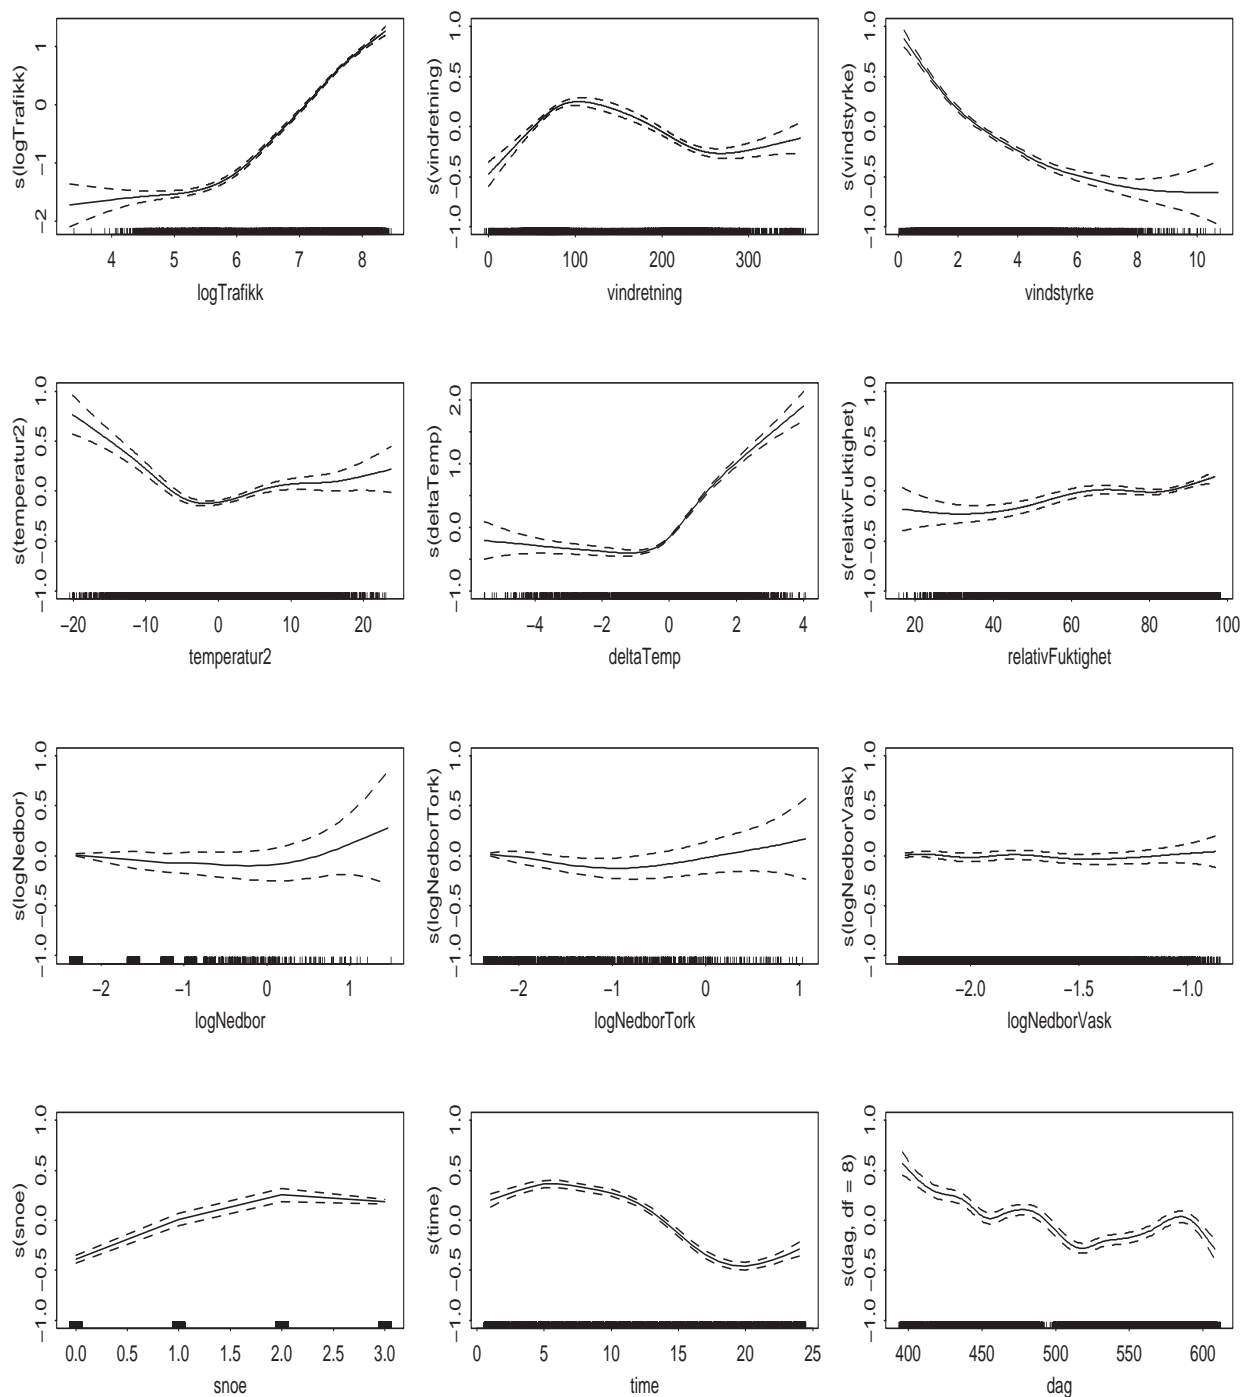 s(logTrafikk)
1
0
−1
−2
4 5 6 7 8
logTrafikk
s(vindretning)
1.0
0.5
0.0
−0.5
−1.0
0 100 200 300
vindretning
s(vindstyrke)
1.0
0.5
0.0
−0.5
−1.0
0 2 4 6 8 10
vindstyrke
s(temperatur2)
1.0
0.5
0.0
−0.5
−1.0
−20 −10 0 10 20
temperatur2
s(deltaTemp)
2.0
1.0
0.0
−1.0
−4 −2 0 2 4
deltaTemp
s(relativFuktighet)
1.0
0.5
0.0
−0.5
−1.0
20 40 60 80 100
relativFuktighet
s(logNedbor)
1.0
0.5
0.0
−0.5
−1.0
−2 −1 0 1
logNedbor
s(logNedborTork)
1.0
0.5
0.0
−0.5
−1.0
−2 −1 0 1
logNedborTork
s(logNedborVask)
1.0
0.5
0.0
−0.5
−1.0
−2.0 −1.5 −1.0
logNedborVask
s(snoe)
1.0
0.5
0.0
−0.5
−1.0
0.0 0.5 1.0 1.5 2.0 2.5 3.0
snoe
s(time)
1.0
0.5
0.0
−0.5
−1.0
0 5 10 15 20 25
time
s(dag, df = 8)
1.0
0.5
0.0
−0.5
−1.0
400 450 500 550 600
dag